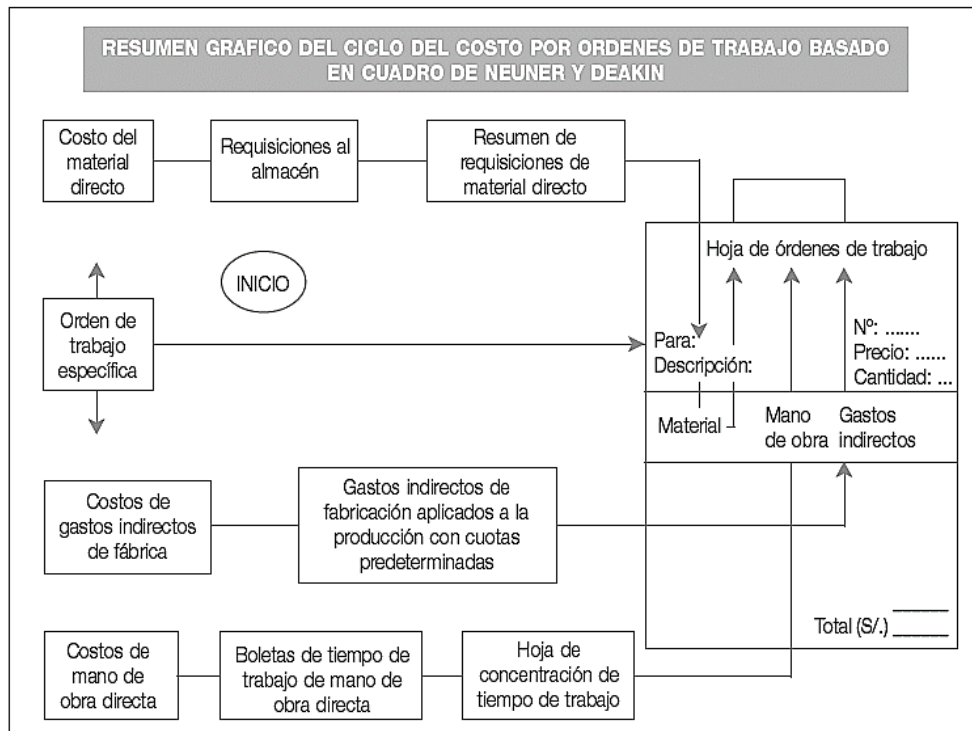 RESUMEN GRAFICO DEL CICLO DEL COSTO POR ORDENES DE TRABAJO BASADO
EN CUADRO DE NEUNER Y DEAKIN
Costo del
material
directo
Requisiciones al
almacén
Resumen de
requisiciones de
material directo
Hoja de órdenes de trabajo
INICIO
Orden de
trabajo
específica
Para:
Descripción:
Nº: .......
Precio: ......
Cantidad: ...
Material
Mano
de obra
Gastos
indirectos
Costos de
gastos indirectos
de fábrica
Gastos indirectos de
fabricación aplicados a la
producción con cuotas
predeterminadas
Total (S/.) ______
Costos de
mano de
obra directa
Boletas de tiempo de
trabajo de mano de
obra directa
Hoja de
concentración de
tiempo de trabajo